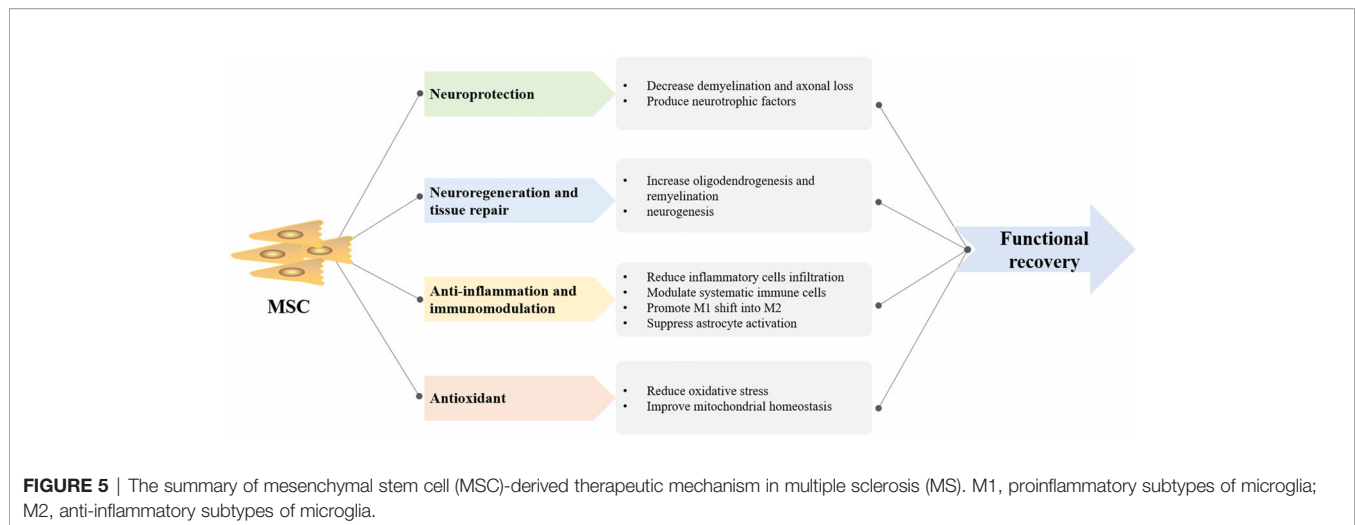 Neuroprotection
• Decrease demyelination and axonal loss
• Produce neurotrophic factors
Neuroregeneration and
tissue repair
• Increase oligodendrogenesis and
remyelination
• neurogenesis
MSC
Functional
recovery
Anti-inflammation and
immunomodulation
• Reduce inflammatory cells infiltration
• Modulate systematic immune cells
• Promote M1 shift into M2
• Suppress astrocyte activation
Antioxidant
• Reduce oxidative stress
• Improve mitochondrial homeostasis
FIGURE 5 | The summary of mesenchymal stem cell (MSC)-derived therapeutic mechanism in multiple sclerosis (MS). M1, proinflammatory subtypes of microglia;
M2, anti-inflammatory subtypes of microglia.